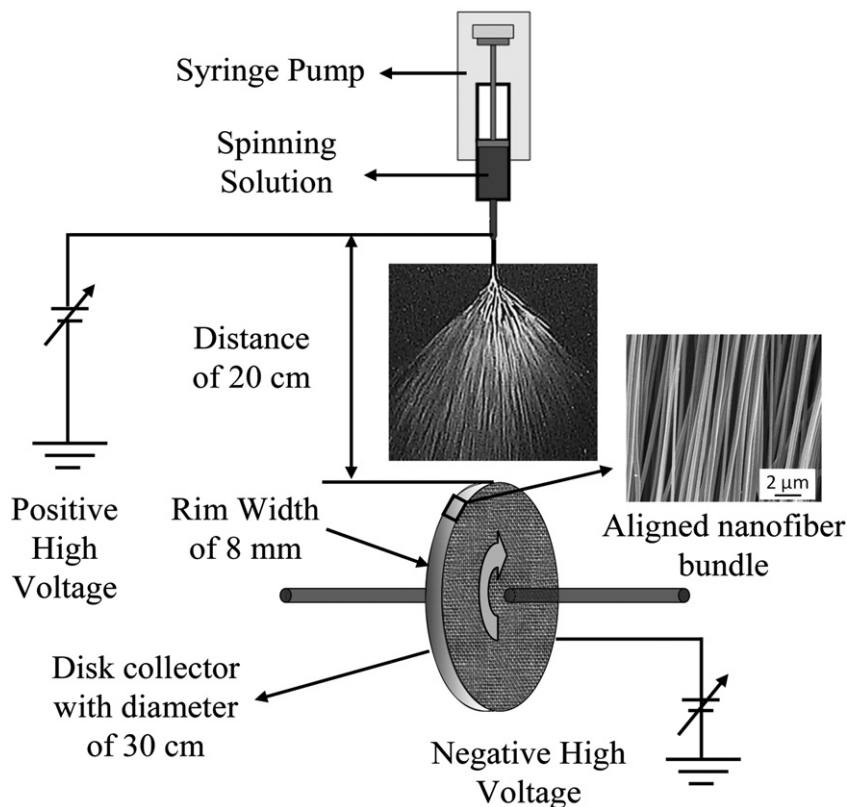 Syringe Pump
Spinning
Solution
Distance
of 20 cm
2 μm
Positive
High
Voltage
Rim Width
of 8 mm
Aligned nanofiber
bundle
Disk collector
with diameter
of 30 cm
Negative High
Voltage